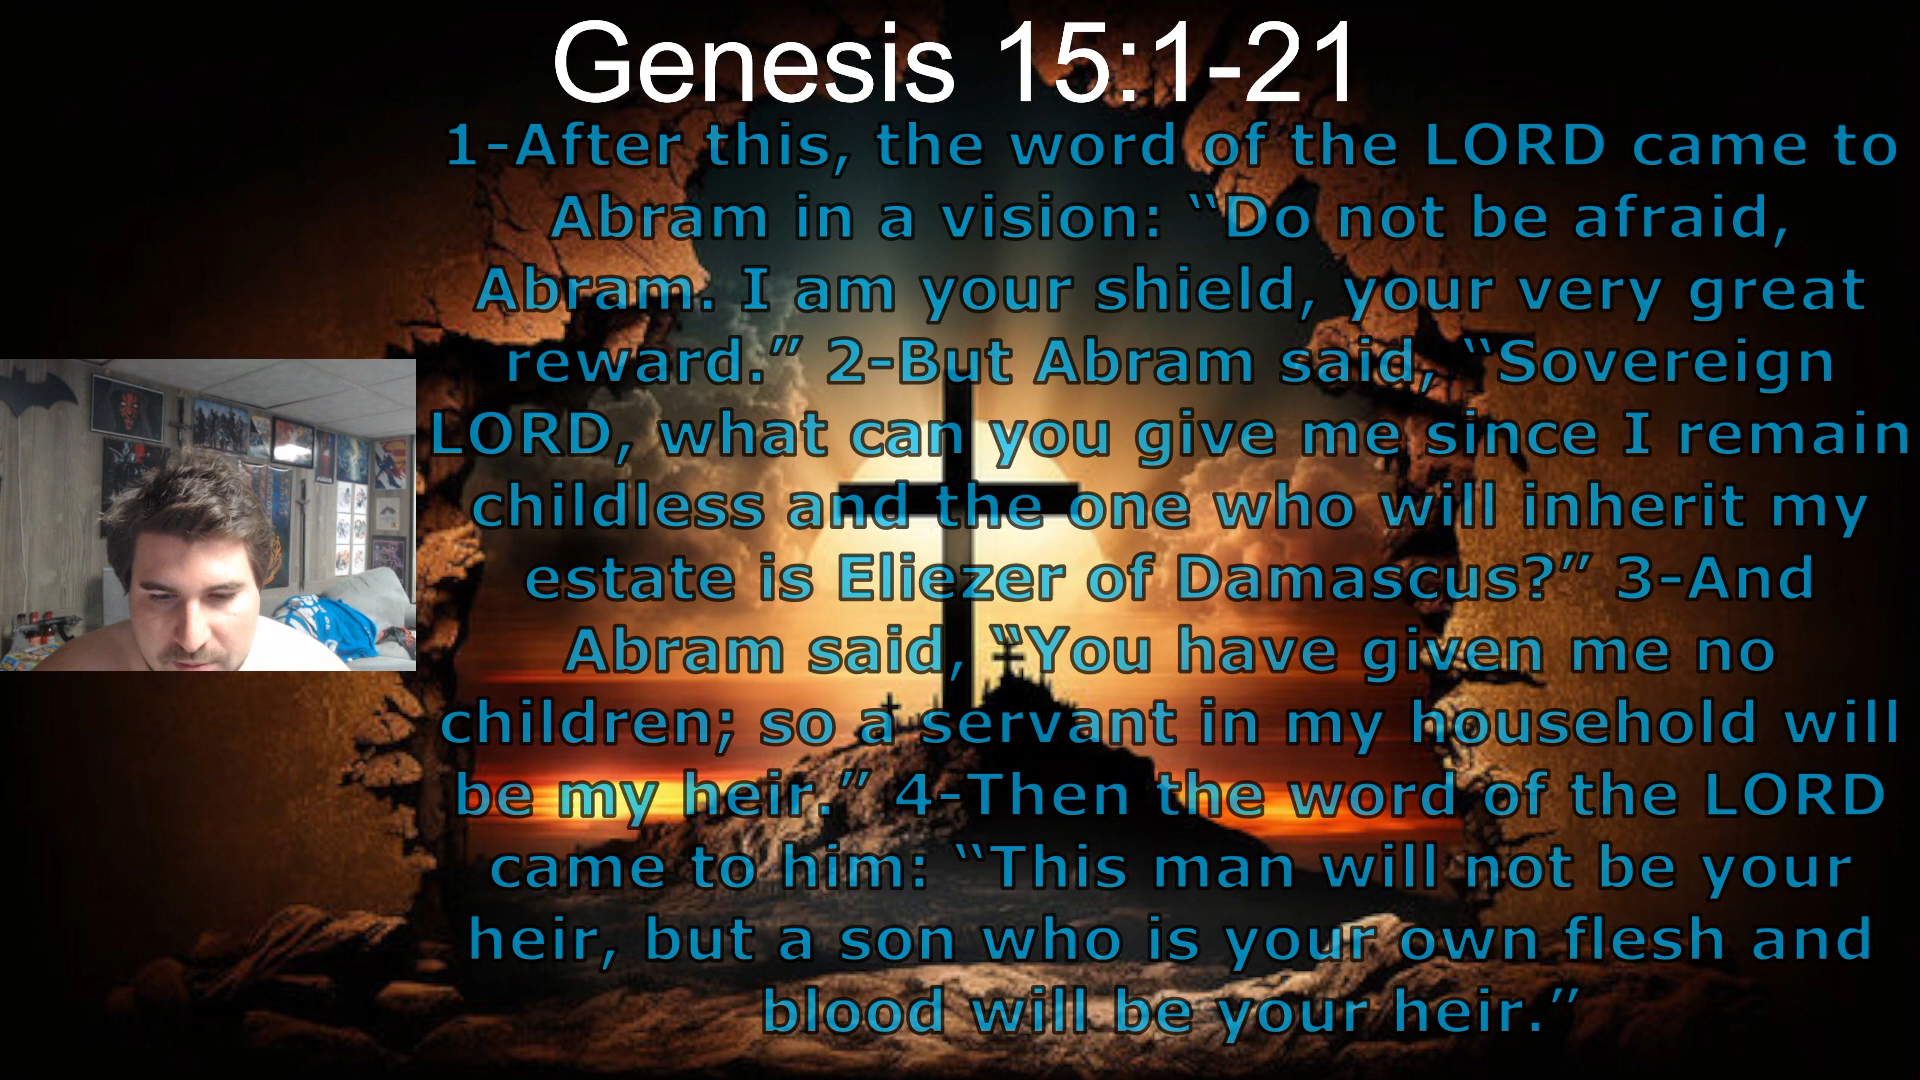 Genesis 15:1-21
1-After this, the word of the LORD came to
Abram in a vision: “Do not be afraid,
Abram. I am your shield, your very great
reward.” 2-But Abram said, “Sovereign
LORD, what can you give me since I remain
childless and the one who will inherit my
estate is Eliezer of Damascus?” 3-And
Abram said, “You have given me no
children; so a servant in my household will
be my heir.” 4-Then the word of the LORD
came to him: “This man will not be your
heir, but a son who is your own flesh and
blood will be your heir.”